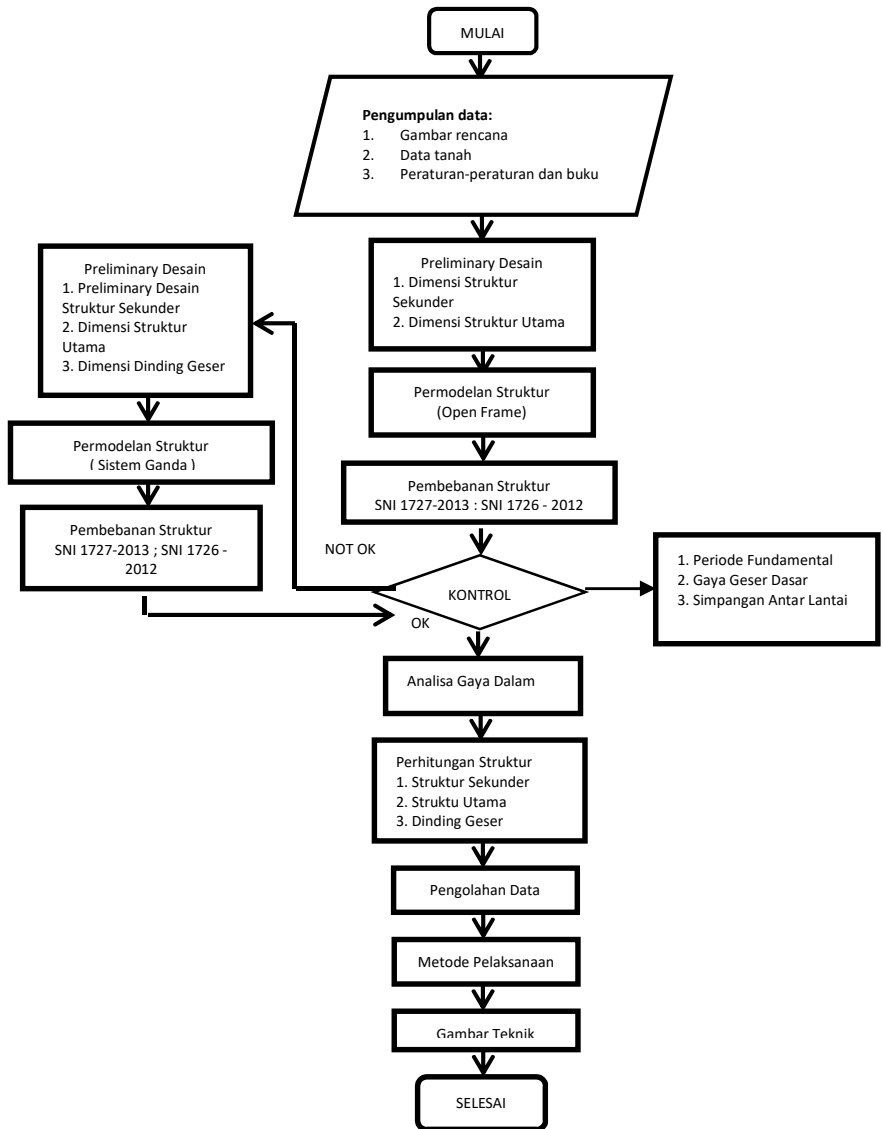 MULAI
Pengumpulan data:
1. Gambar rencana
2. Data tanah
3. Peraturan-peraturan dan buku
Preliminary Desain
1. Dimensi Struktur
Sekunder
2. Dimensi Struktur Utama
Permodelan Struktur
(Open Frame)
Pembebanan Struktur
SNI 1727-2013 : SNI 1726 - 2012
Preliminary Desain
1. Preliminary Desain
Struktur Sekunder
2. Dimensi Struktur
Utama
3. Dimensi Dinding Geser
Permodelan Struktur
( Sistem Ganda )
Pembebanan Struktur
SNI 1727-2013 ; SNI 1726 -
2012
NOT OK
KONTROL
OK
1. Periode Fundamental
2. Gaya Geser Dasar
3. Simpangan Antar Lantai
Analisa Gaya Dalam
Perhitungan Struktur
1. Struktur Sekunder
2. Struktu Utama
3. Dinding Geser
Pengolahan Data
Metode Pelaksanaan
Gambar Teknik
SELESAI